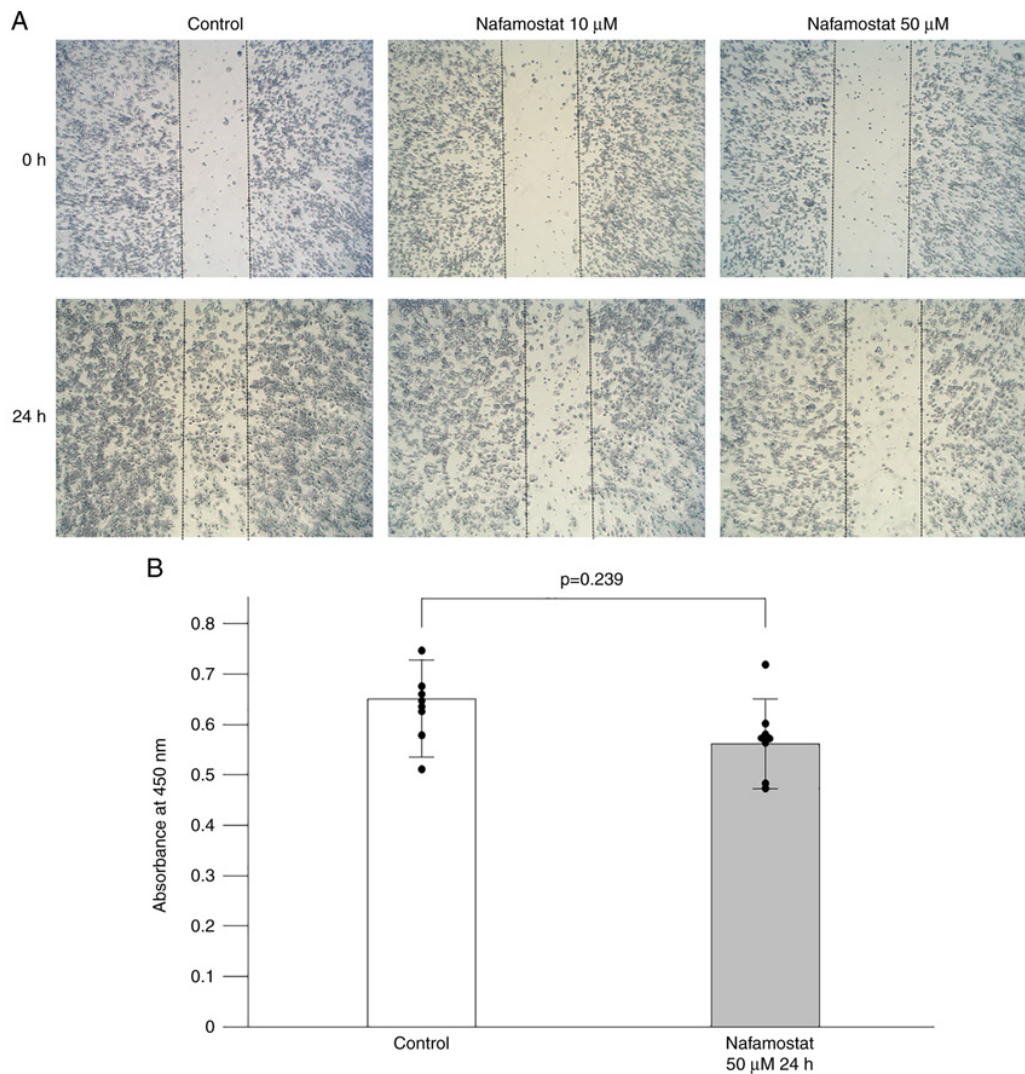 A
Control
Nafamostat 10 μM
Nafamostat 50 μM
0 h
24 h
B
p=0.239
Absorbance at 450 nm
0.8
0.7
0.6
0.5
0.4
0.3
0.2
0.1
0
Control
Nafamostat
50 μM 24 h